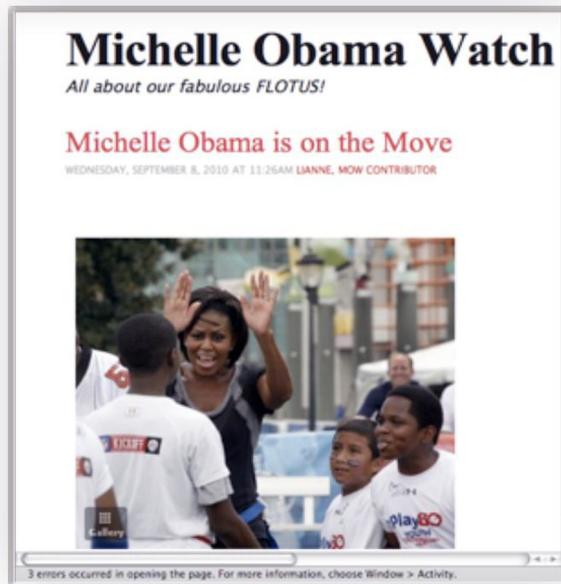 Michelle Obama Watch
All about our fabulous FLOTUS!
Michelle Obama is on the Move
WEDNESDAY, SEPTEMBER 8, 2010 AT 11:26AM LIANNE, MOW CONTRIBUTOR
KICKOFF
Play60
Gallery
3 errors occurred in opening the page. For more information, choose Window > Activity.